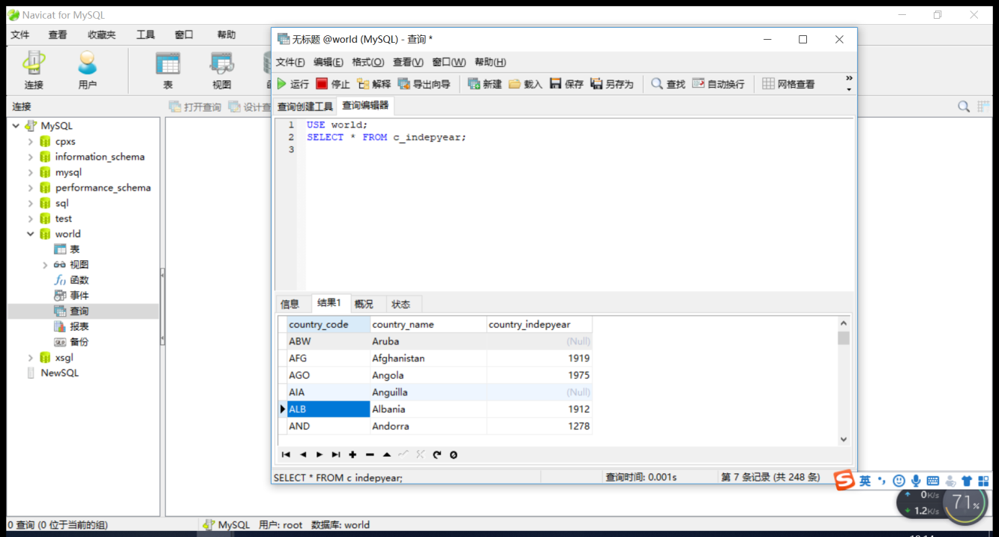 Navicat for MySQL
文件 查看 收藏夹 工具 窗口 帮助
连接 用户 表 视图
连接
打开查询 设计查
MySQL
cpxs
information_schema
mysql
performance_schema
sql
test
world
表
视图
函数
事件
查询
报表
备份
xsgl
NewSQL
无标题 @world (MySQL) - 查询 *
文件(F) 编辑(E) 格式(O) 查看(V) 窗口(W) 帮助(H)
运行 停止 解释 导出向导 新建 载入 保存 另存为 查找 自动换行 网格查看
查询创建工具 查询编辑器
1 USE world;
2 SELECT * FROM c_indepyear;
3
信息 结果1 概况 状态
country_code country_name country_indepyear
ABW Aruba (Null)
AFG Afghanistan 1919
AGO Angola 1975
AIA Anguilla (Null)
ALB Albania 1912
AND Andorra 1278
SELECT * FROM c indepyear; 查询时间: 0.001s 第 7 条记录 (共 248 条)
英
0K/s
1.2K/s
71%
0 查询 (0 位于当前的组) MySQL 用户: root 数据库: world